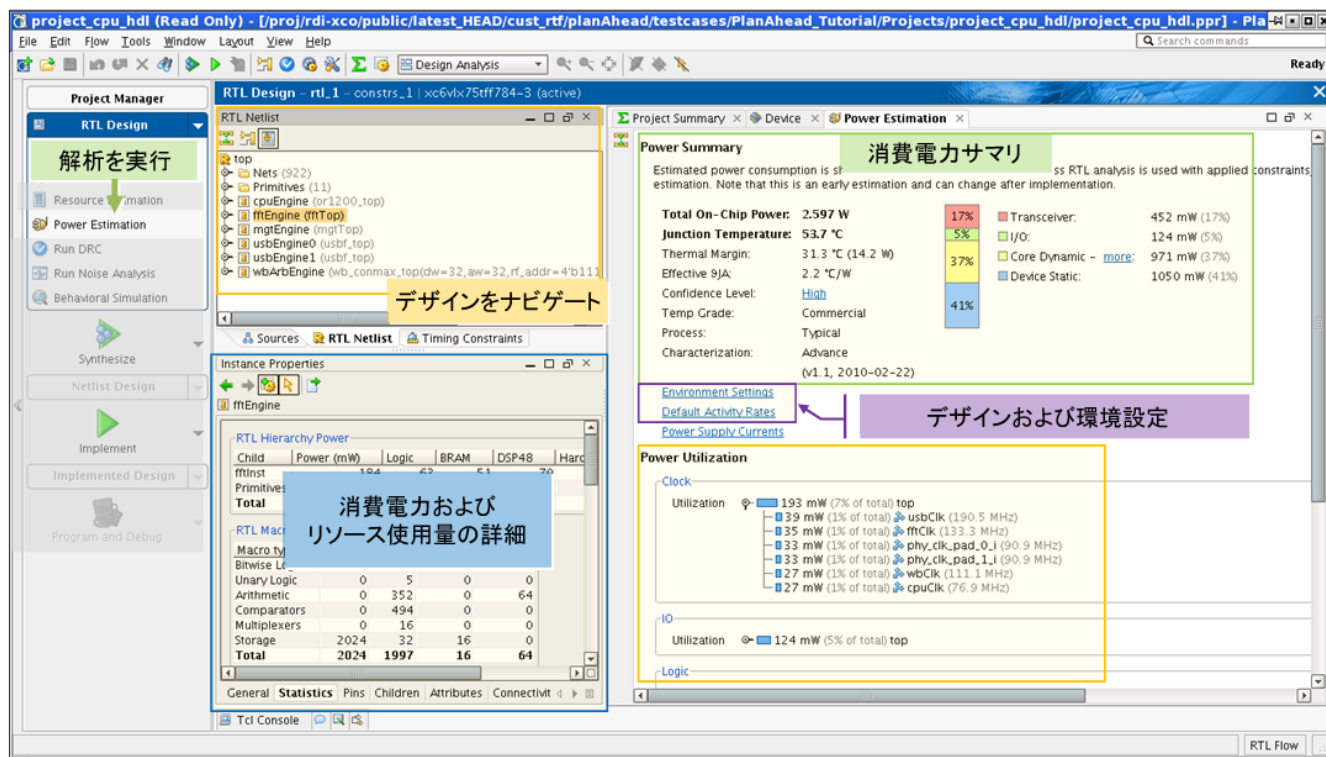 project_cpu_hdl (Read Only) - [/proj/rdi-xco/public/latest_HEAD/cust_rtf/planAhead/testcases/PlanAhead_Tutorial/Projects/project_cpu_hdl/project_cpu_hdl.ppr] - Pla
File Edit Flow Tools Window Layout View Help
Search commands
Design Analysis
Ready
Project Manager
RTL Design
解析を実行
Resource
imation
Power Estimation
Run DRC
Run Noise Analysis
Behavioral Simulation
Synthesize
Netlist Design
Implement
Implemented Design
Program and Debug
RTL Design - rtl_1 - constrs_1 | xc6vlx75tff784-3 (active)
RTL Netlist
top
Nets (922)
Primitives (11)
cpuEngine (or1200_top)
fftEngine (fftTop)
mgtEngine (mgtTop)
usbEngine0 (usbf_top)
usbEngine1 (usbf_top)
wbArbEngine (wb_conmax_top(dw=32,aw=32,rf_addr=4'b111
デザインをナビゲート
Sources RTL Netlist Timing Constraints
Instance Properties
fftEngine
RTL Hierarchy Power
Child Power (mW) Logic BRAM DSP48 Hard
fftInst 184 63 51 70
Primitives
Total
消費電力および
リソース使用量の詳細
RTL Mac
Macro ty
Bitwise Lo
Unary Logic 0 5 0 0
Arithmetic 0 352 0 64
Comparators 0 494 0 0
Multiplexers 0 16 0 0
Storage 2024 32 16 0
Total 2024 1997 16 64
General Statistics Pins Children Attributes Connectivit
Tcl Console
Project Summary Device Power Estimation
Power Summary
消費電力サマリ
Estimated power consumption is s ss RTL analysis is used with applied constraints,
estimation. Note that this is an early estimation and can change after implementation.
Total On-Chip Power: 2.597 W
Junction Temperature: 53.7 °C
Thermal Margin: 31.3 °C (14.2 W)
Effective ϑJA: 2.2 °C/W
Confidence Level: High
Temp Grade: Commercial
Process: Typical
Characterization: Advance
(v1.1, 2010-02-22)
17% Transceiver: 452 mW (17%)
5% I/O: 124 mW (5%)
37% Core Dynamic - more: 971 mW (37%)
41% Device Static: 1050 mW (41%)
Environment Settings
Default Activity Rates
Power Supply Currents
デザインおよび環境設定
Power Utilization
Clock
Utilization 193 mW (7% of total) top
39 mW (1% of total) usbClk (190.5 MHz)
35 mW (1% of total) fftClk (133.3 MHz)
33 mW (1% of total) phy_clk_pad_0_i (90.9 MHz)
33 mW (1% of total) phy_clk_pad_1_i (90.9 MHz)
27 mW (1% of total) wbClk (111.1 MHz)
27 mW (1% of total) cpuClk (76.9 MHz)
IO
Utilization 124 mW (5% of total) top
Logic
RTL Flow